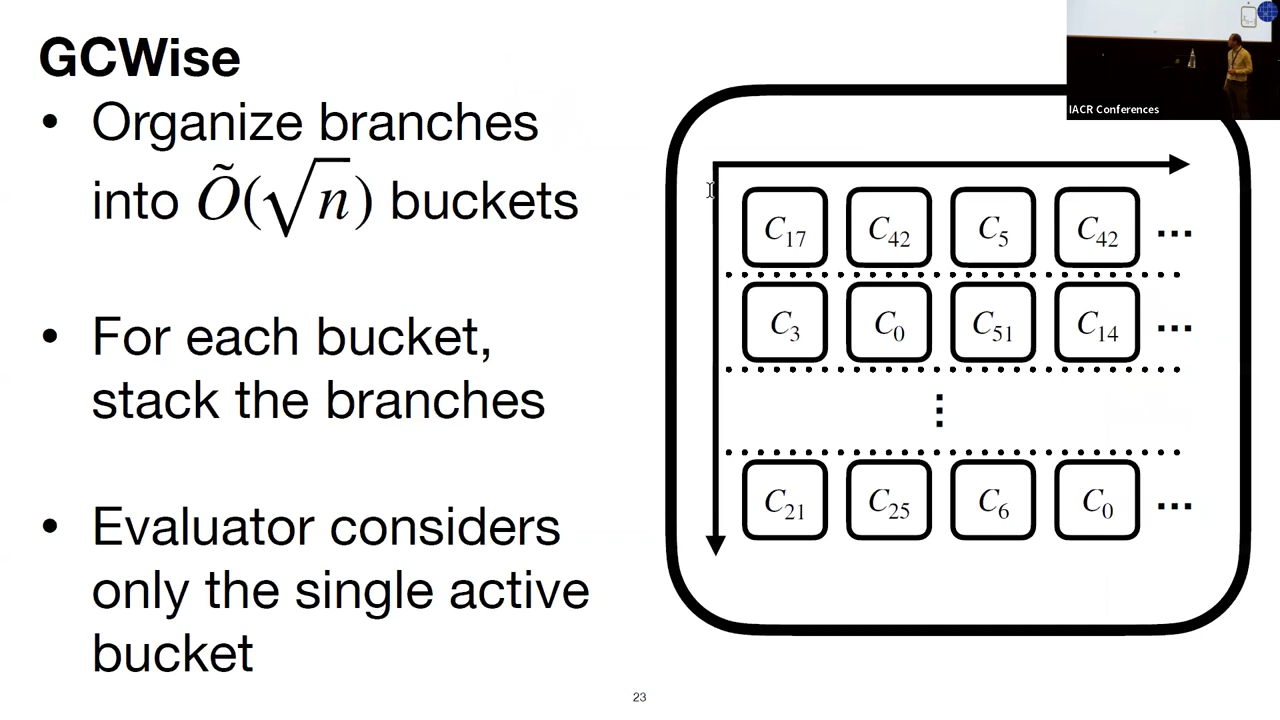 GCWise
• Organize branches
into Õ(√n) buckets
• For each bucket,
stack the branches
• Evaluator considers
only the single active
bucket
C₁₇ C₄₂ C₅ C₄₂ ...
C₃ C₀ C₅₁ C₁₄ ...
⋮
C₂₁ C₂₅ C₆ C₀ ...
IACR Conferences
23